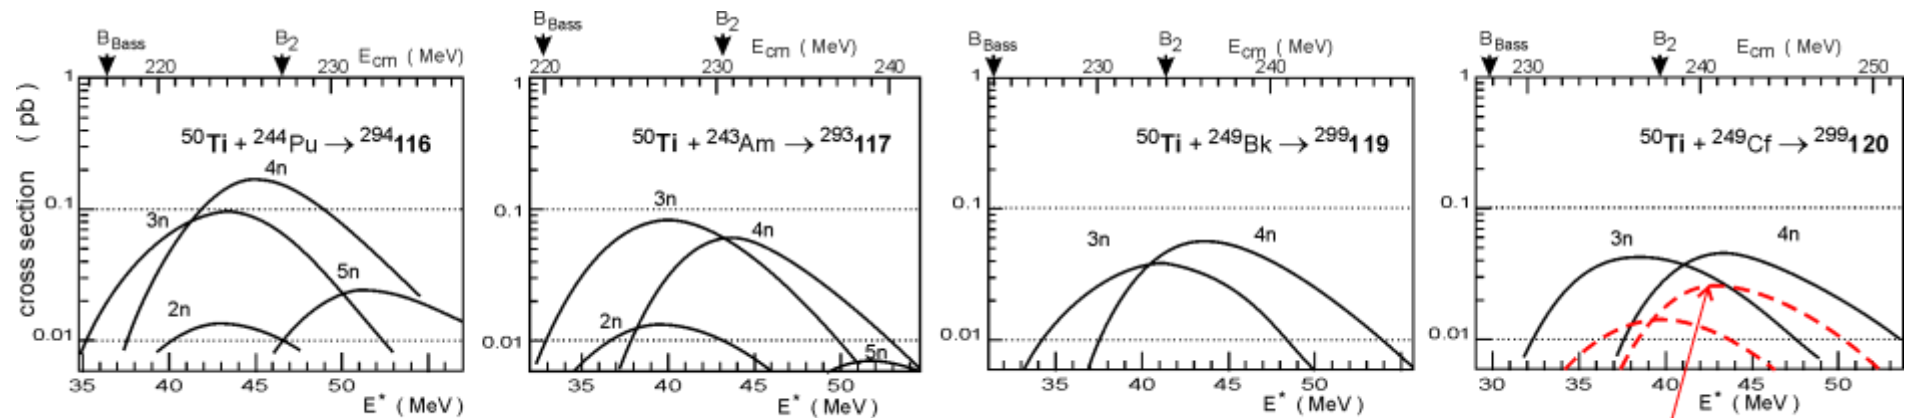 B_Bass B_2
E_cm ( MeV )
220 230
1
0.1
0.01
cross section ( pb )
⁵⁰Ti + ²⁴⁴Pu → ²⁹⁴116
4n
3n
5n
2n
35 40 45 50
E* ( MeV )
B_Bass B_2
E_cm ( MeV )
220 230 240
1
0.1
0.01
⁵⁰Ti + ²⁴³Am → ²⁹³117
3n
4n
2n
5n
35 40 45 50
E* ( MeV )
B_Bass B_2
E_cm ( MeV )
230 240
1
0.1
0.01
⁵⁰Ti + ²⁴⁹Bk → ²⁹⁹119
3n 4n
35 40 45 50
E* ( MeV )
B_Bass B_2
E_cm ( MeV )
230 240 250
1
0.1
0.01
⁵⁰Ti + ²⁴⁹Cf → ²⁹⁹120
3n 4n
29 30 35 40 45 50
E* ( MeV )